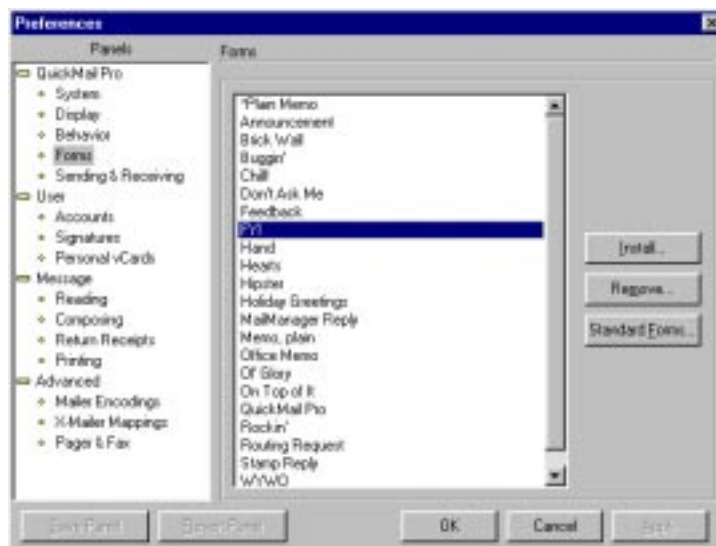 Preferences
Panels
QuickMail Pro
System
Display
Behavior
Forms
Sending & Receiving
User
Accounts
Signatures
Personal vCards
Message
Reading
Composing
Return Receipts
Printing
Advanced
Mailer Encodings
X-Mailer Mappings
Pager & Fax
Forms
*Plain Memo
Announcement
Brick Wall
Buggin'
Chill!
Don't Ask Me
Feedback
FYI
Hand
Hearts
Hipster
Holiday Greetings
MailManager Reply
Memo, plain
Office Memo
Ol' Glory
On Top of It
QuickMail Pro
Rockin'
Routing Request
Stamp Reply
WYWO
Install...
Remove...
Standard Forms...
Panel
Panel
OK
Cancel